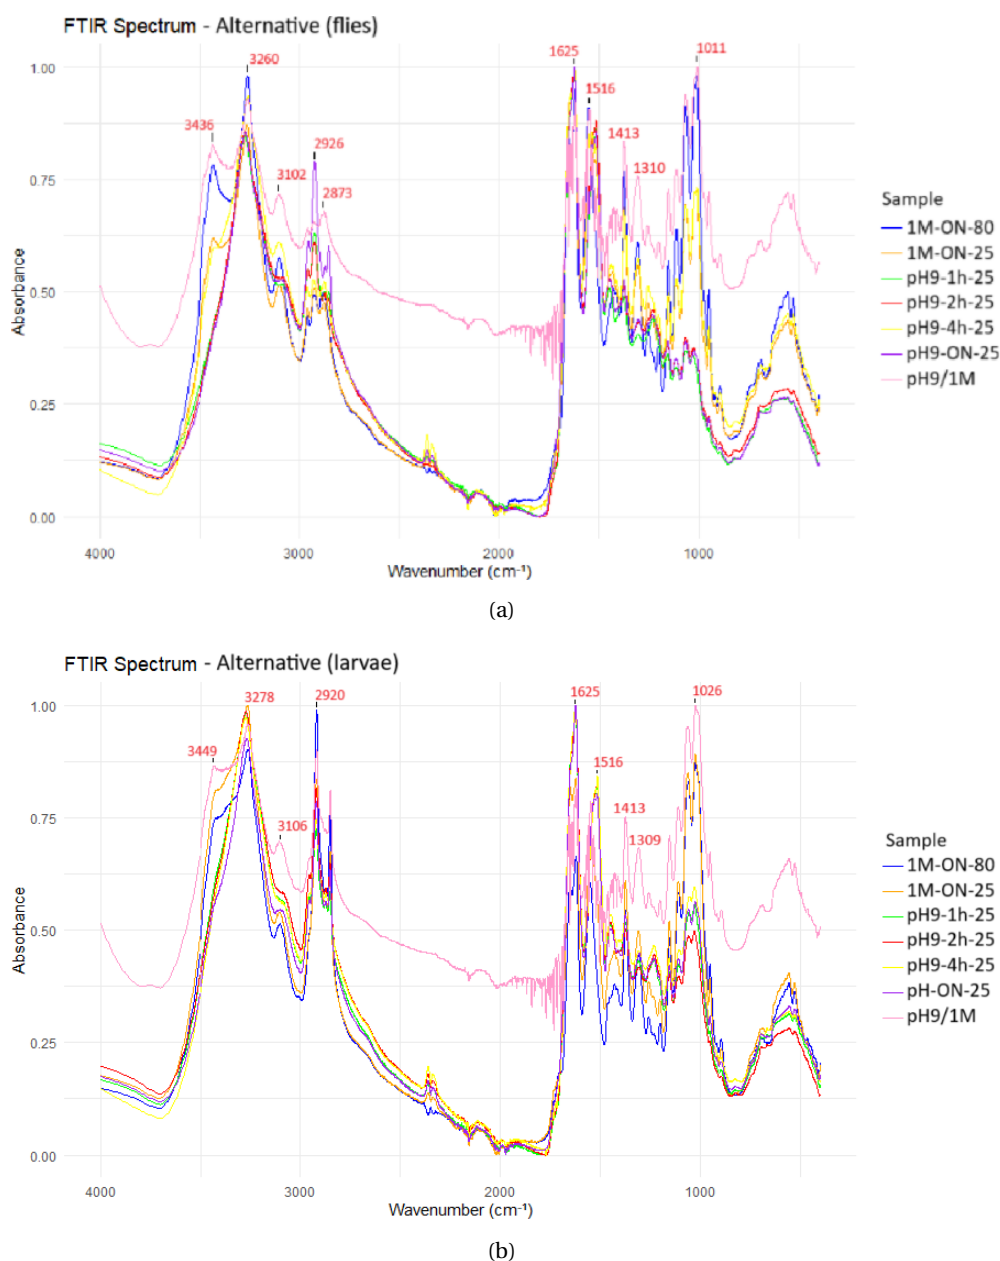 FTIR Spectrum - Alternative (flies)
3260
3436
3102
2926
2873
1625
1516
1413
1310
1011
1.00
0.75
0.50
0.25
0.00
Absorbance
4000
3000
2000
1000
Wavenumber (cm⁻¹)
Sample
1M-ON-80
1M-ON-25
pH9-1h-25
pH9-2h-25
pH9-4h-25
pH9-ON-25
pH9/1M
(a)
FTIR Spectrum - Alternative (larvae)
3278
3449
3106
2920
1625
1516
1413
1309
1026
1.00
0.75
0.50
0.25
0.00
Absorbance
4000
3000
2000
1000
Wavenumber (cm⁻¹)
Sample
1M-ON-80
1M-ON-25
pH9-1h-25
pH9-2h-25
pH9-4h-25
pH-ON-25
pH9/1M
(b)